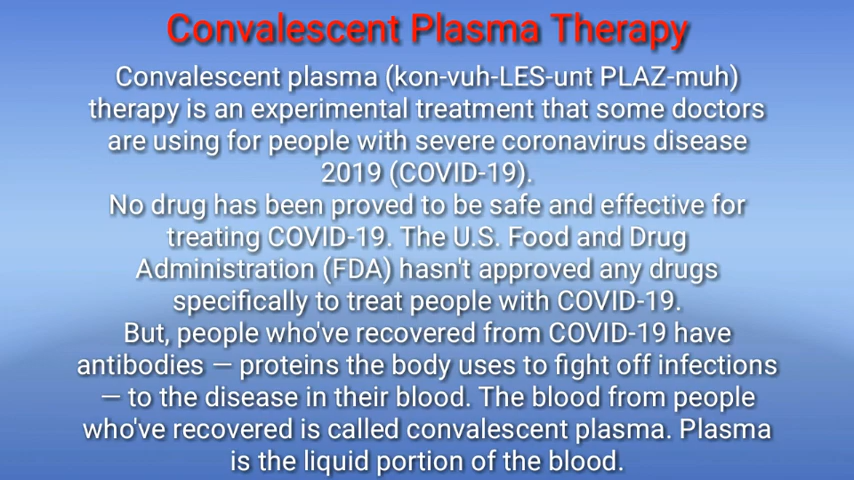 Convalescent Plasma Therapy
Convalescent plasma (kon-vuh-LES-unt PLAZ-muh)
therapy is an experimental treatment that some doctors
are using for people with severe coronavirus disease
2019 (COVID-19).
No drug has been proved to be safe and effective for
treating COVID-19. The U.S. Food and Drug
Administration (FDA) hasn't approved any drugs
specifically to treat people with COVID-19.
But, people who've recovered from COVID-19 have
antibodies — proteins the body uses to fight off infections
— to the disease in their blood. The blood from people
who've recovered is called convalescent plasma. Plasma
is the liquid portion of the blood.